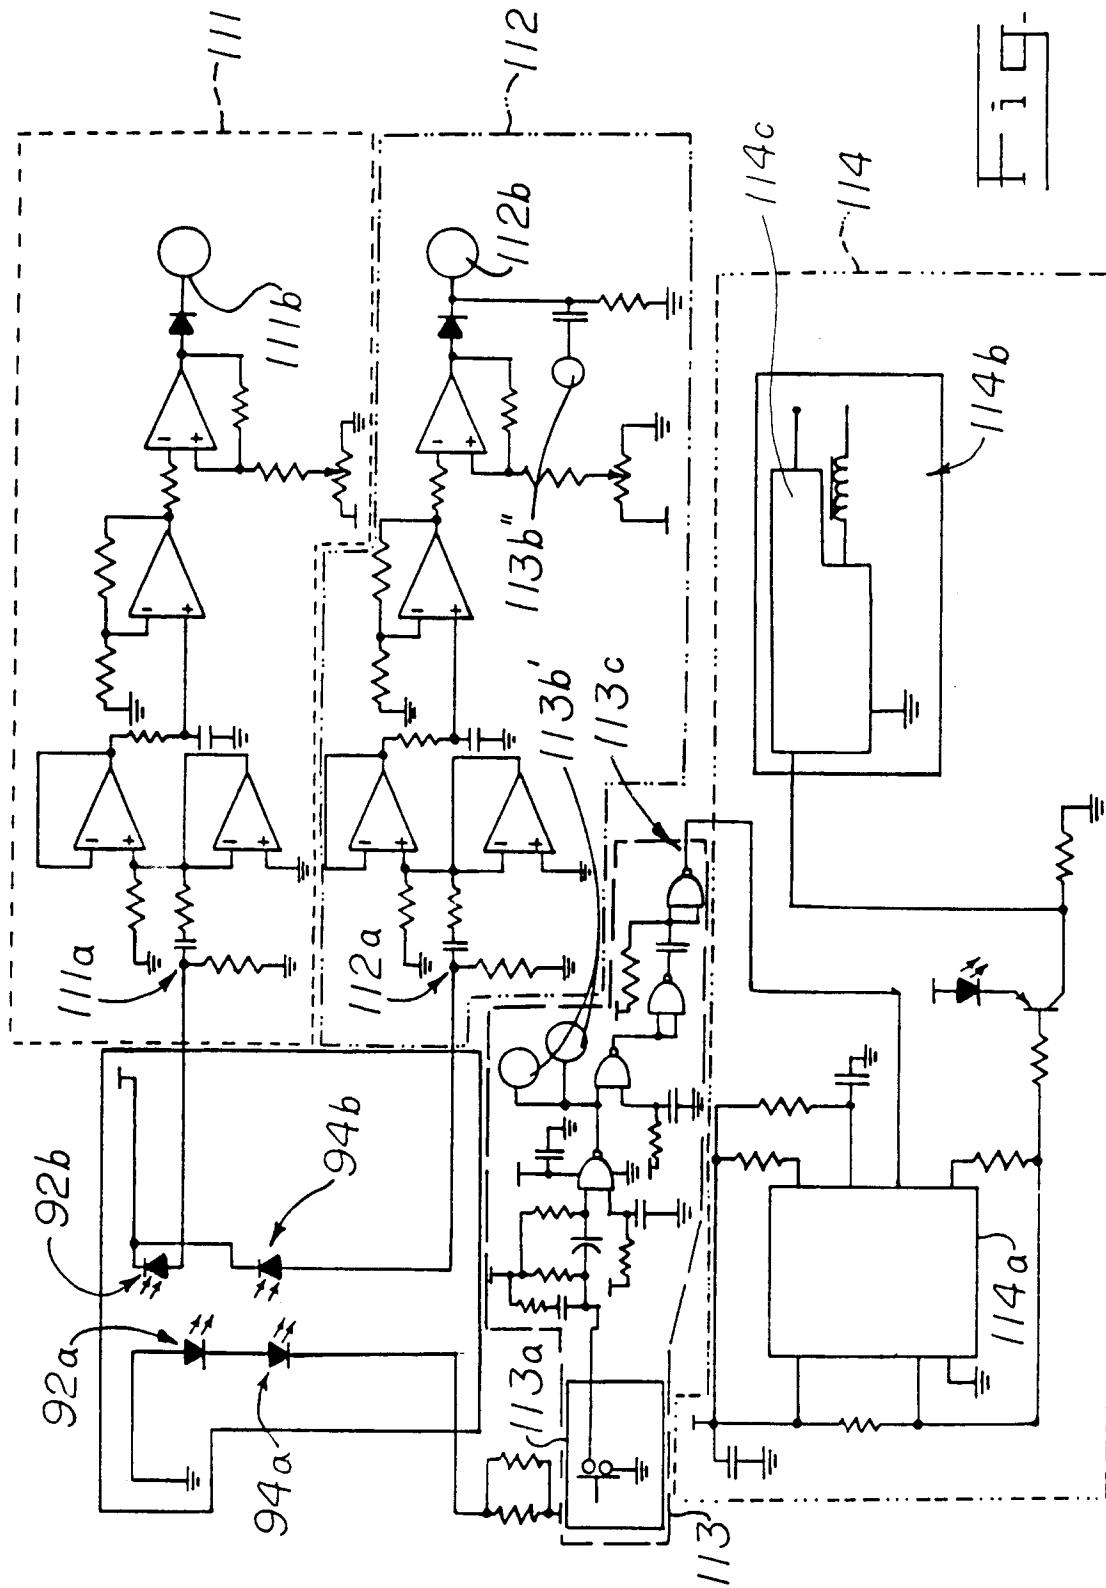 111
112
111b
112b
113b"
113b'
113c
111a
112a
92b
94b
92a
94a
113a
113
114
114c
114b
114a
Fig
- + - + - + - +
- + - + - + - +